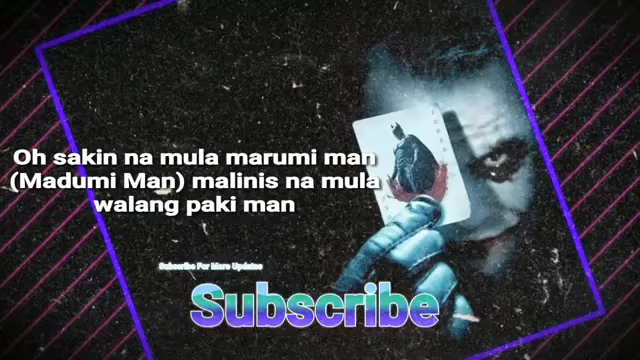 Oh sakin na mula marumi man
(Madumi Man) malinis na mula
walang paki man
Subscribe For More Updates
Subscribe